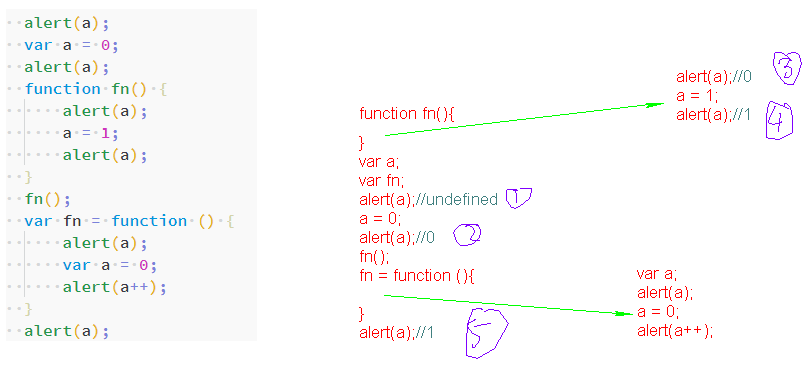 alert(a);
var a = 0;
alert(a);
function fn() {
alert(a);
a = 1;
alert(a);
}
fn();
var fn = function () {
alert(a);
var a = 0;
alert(a++);
}
alert(a);
function fn(){
}
var a;
var fn;
alert(a);//undefined 1
a = 0;
alert(a);//0 2
fn();
fn = function (){
}
alert(a);//1 5
alert(a);//0 3
a = 1;
alert(a);//1 4
var a;
alert(a);
a = 0;
alert(a++);